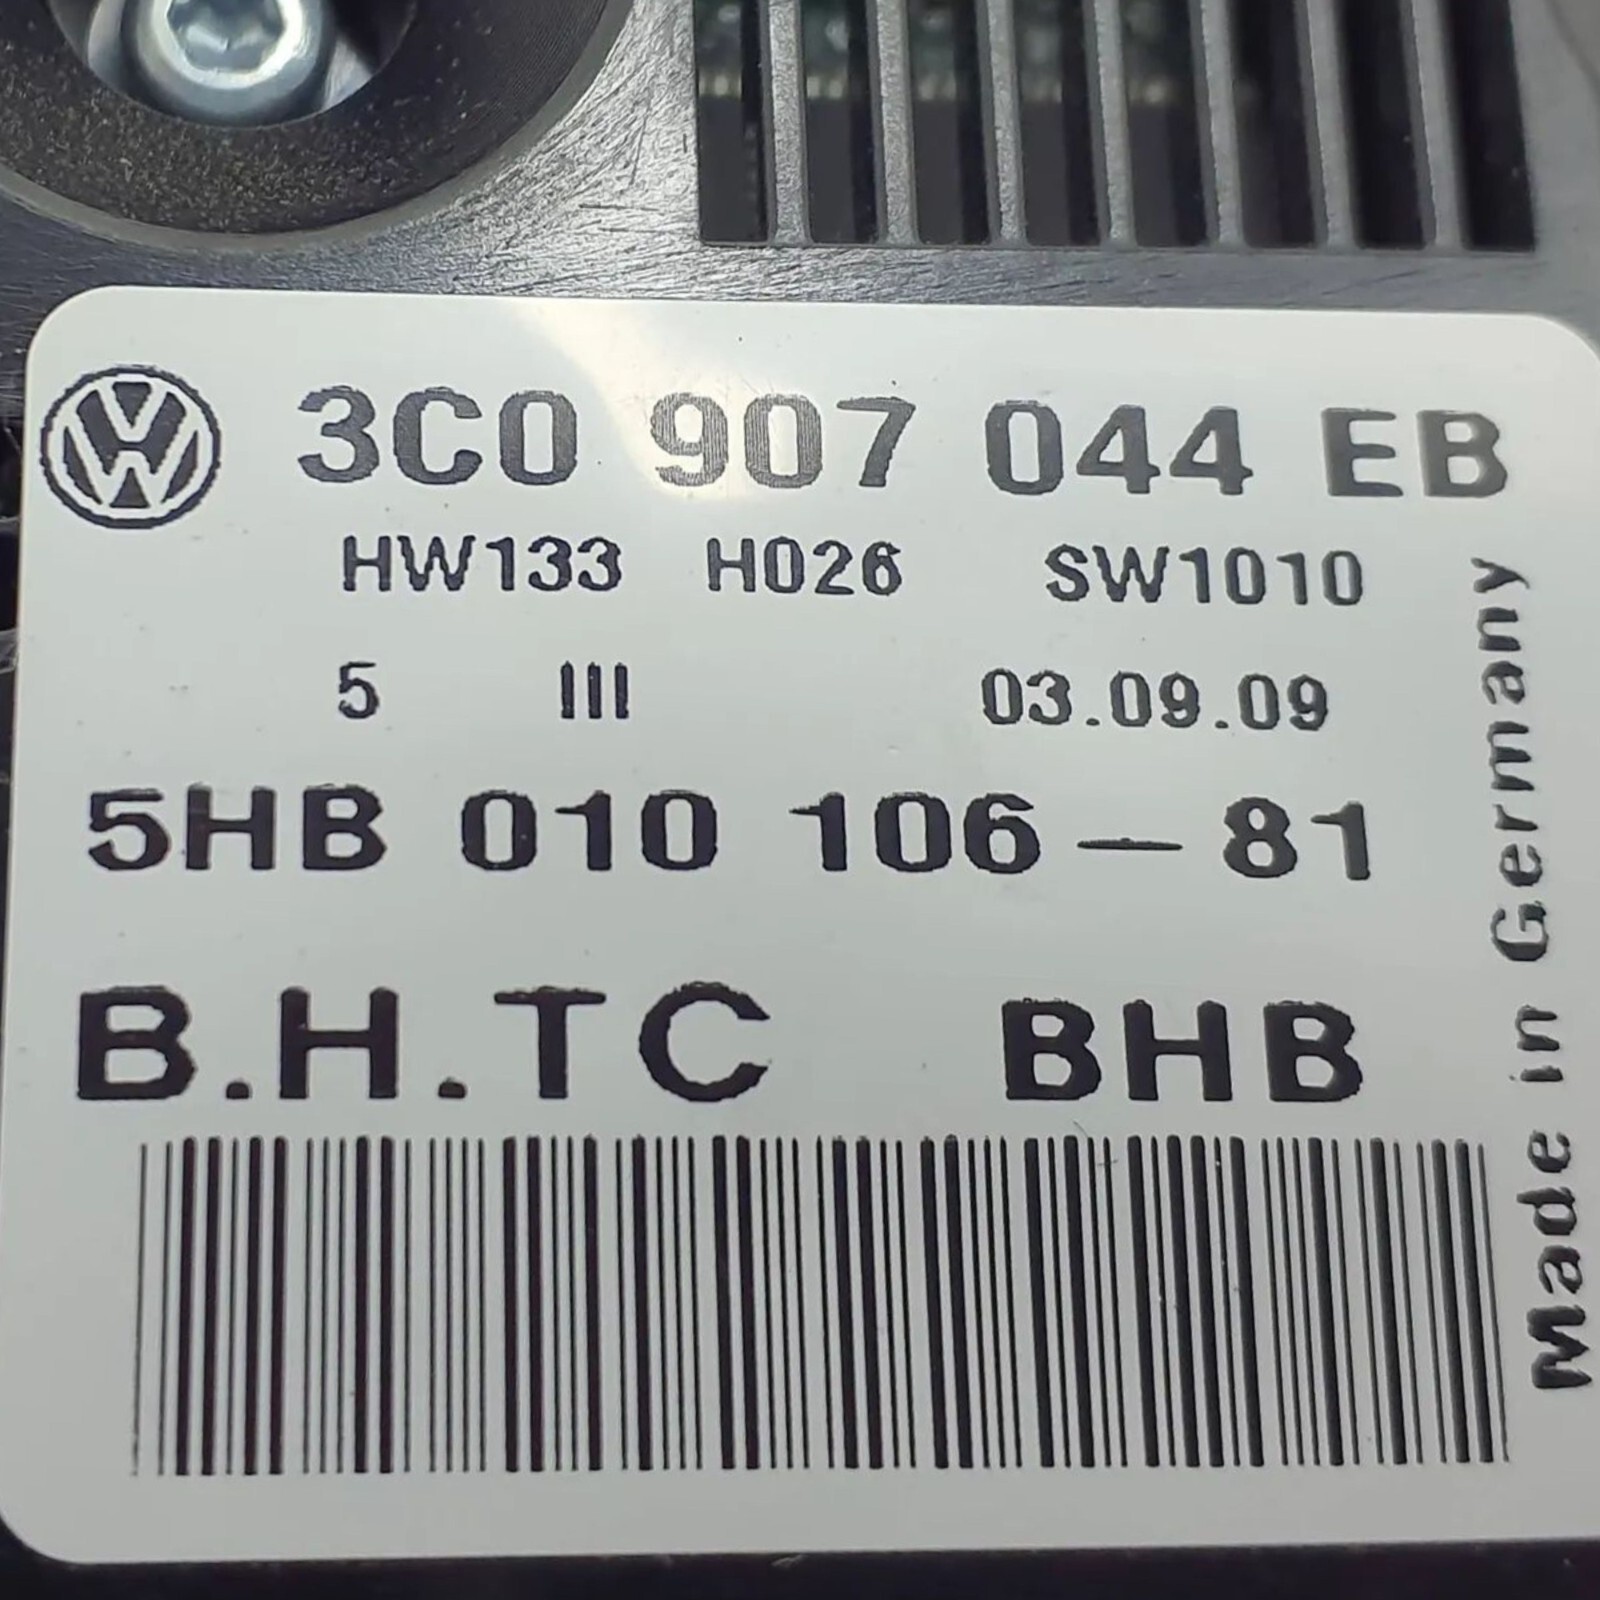 3C0 907 044 EB
HW133 H026 SW1010
5 III 03.09.09
5HB 010 106-81
B.H.TC BHB
Made in Germany